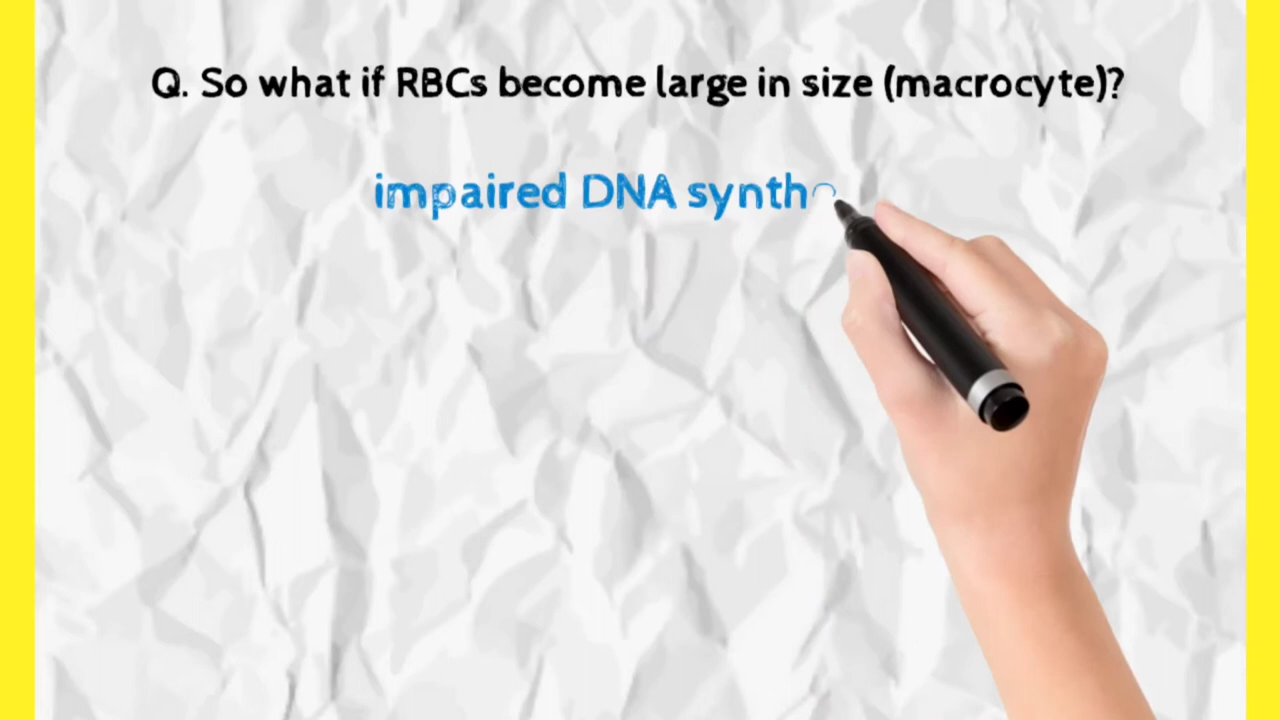 Q. So what if RBCs become large in size (macrocyte)?
impaired DNA synth